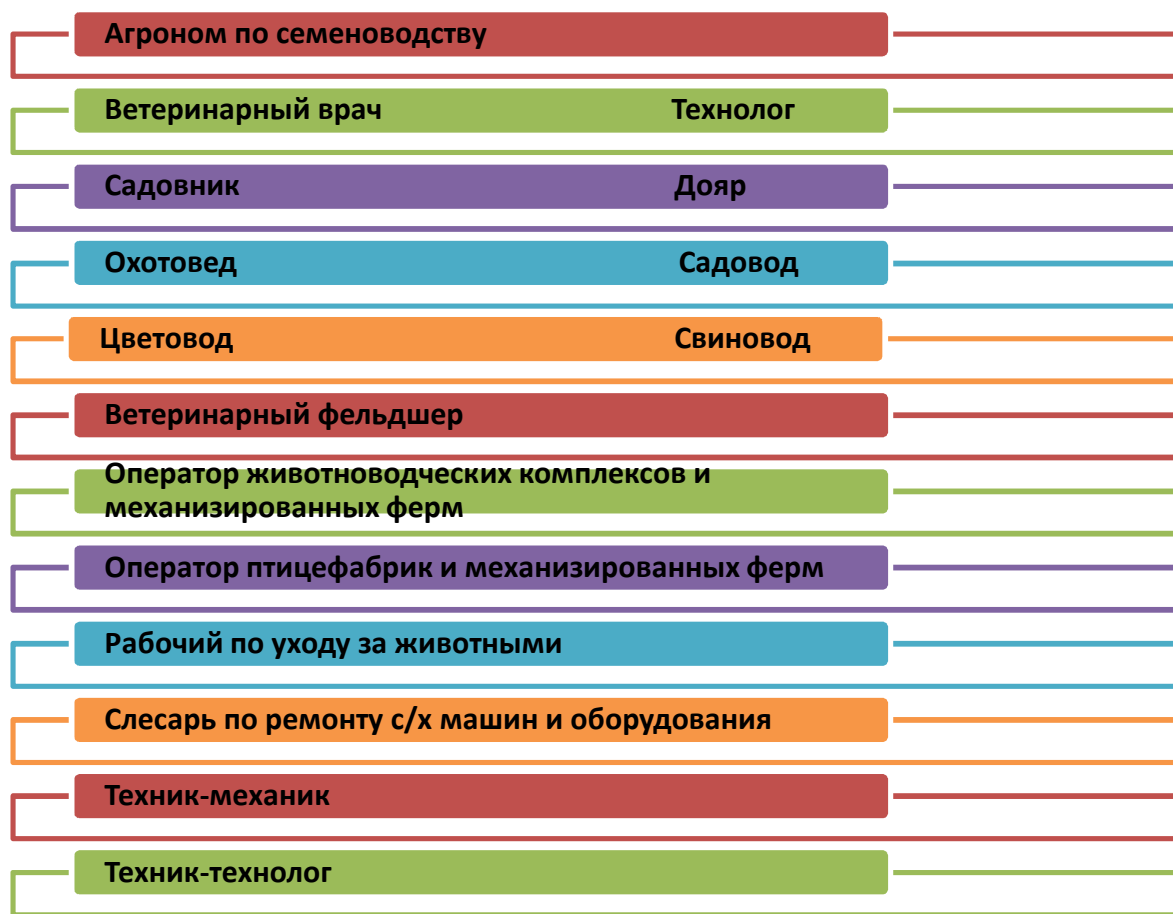 Агроном по семеноводству
Ветеринарный врач Технолог
Садовник Дояр
Охотовед Садовод
Цветовод Свиновод
Ветеринарный фельдшер
Оператор животноводческих комплексов и
механизированных ферм
Оператор птицефабрик и механизированных ферм
Рабочий по уходу за животными
Слесарь по ремонту с/х машин и оборудования
Техник-механик
Техник-технолог